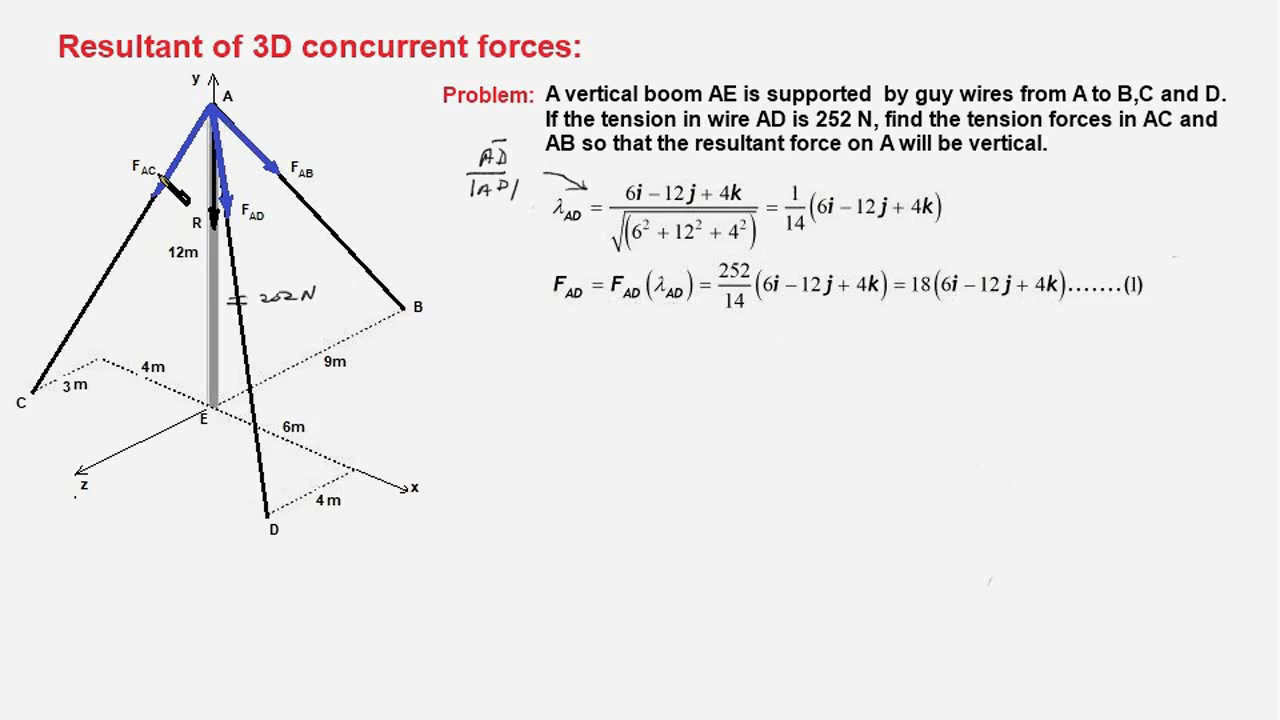 Resultant of 3D concurrent forces:
Problem: A vertical boom AE is supported by guy wires from A to B,C and D.
If the tension in wire AD is 252 N, find the tension forces in AC and
AB so that the resultant force on A will be vertical.
AD
|AD|
λAD = 6i − 12j + 4k / √(6² + 12² + 4²) = 1/14 (6i − 12j + 4k)
FAD = FAD (λAD) = 252/14 (6i − 12j + 4k) = 18(6i − 12j + 4k).......(1)
y
A
FAC
FAB
R
FAD
12m
= 252 N
B
9m
4m
3 m
C
E
6m
z
x
4 m
D